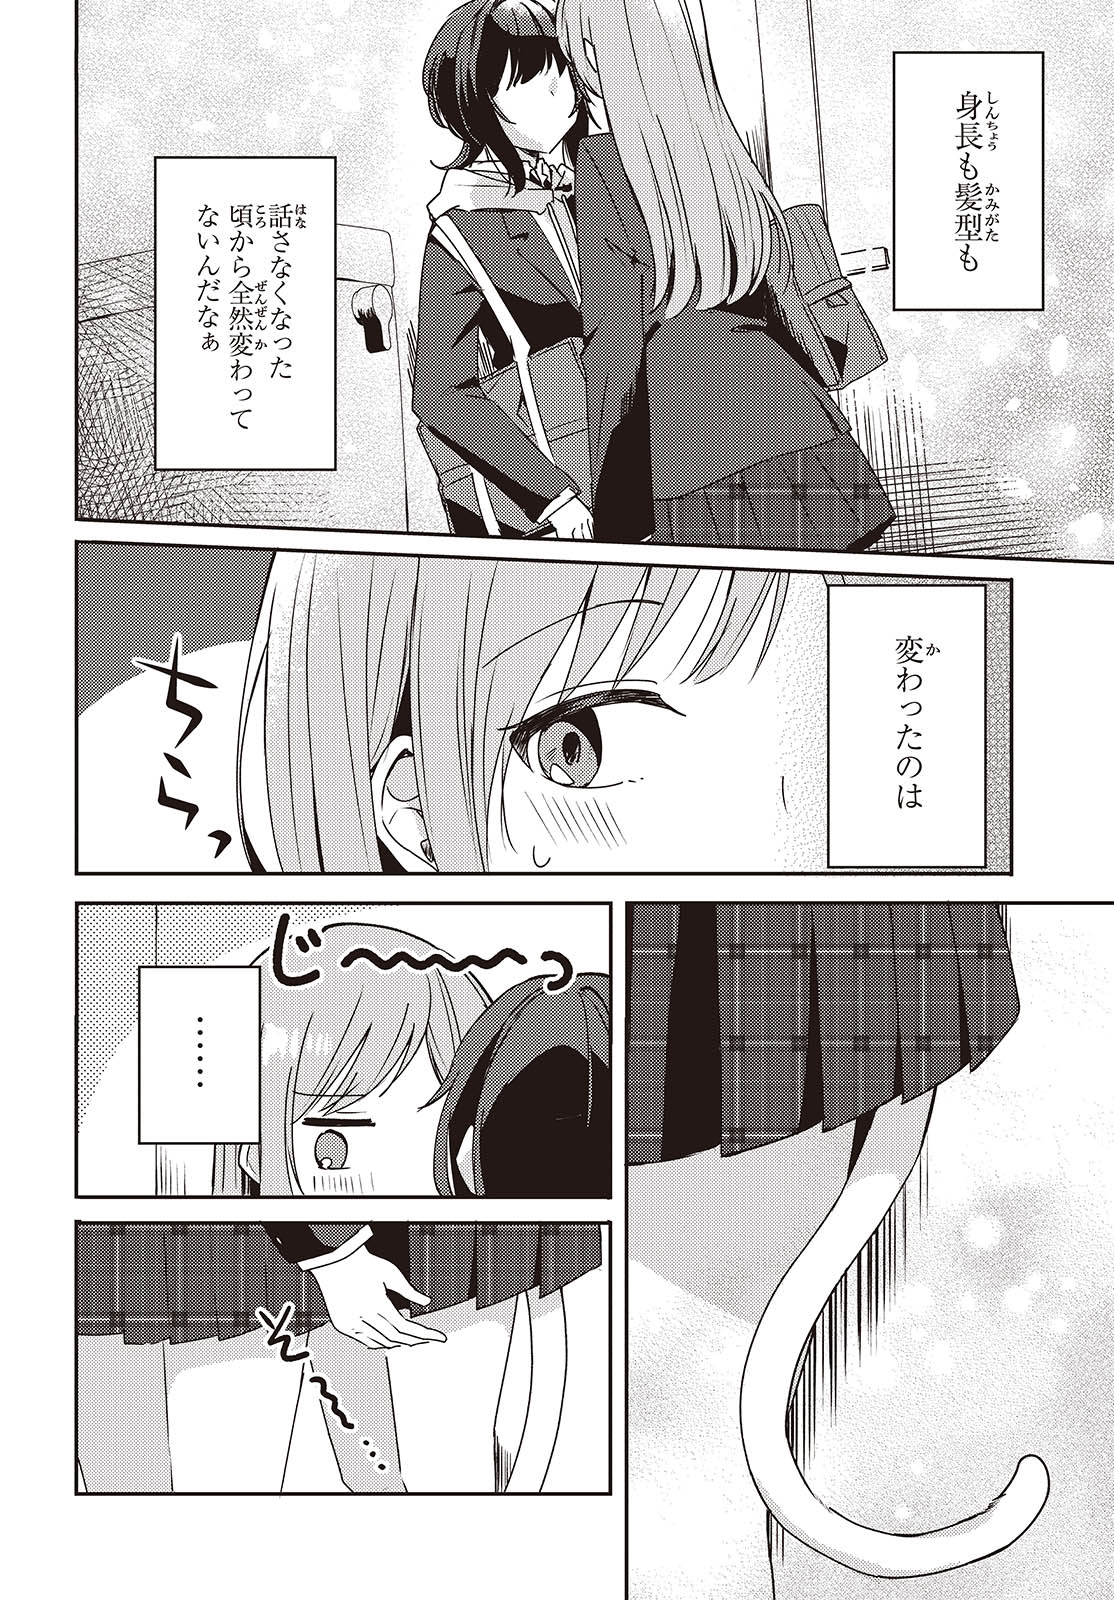 身長も髪型も
話さなくなった
頃から全然変わって
ないんだなぁ
変わったのは
ちらっ
じ～～～っ
……
そ～…